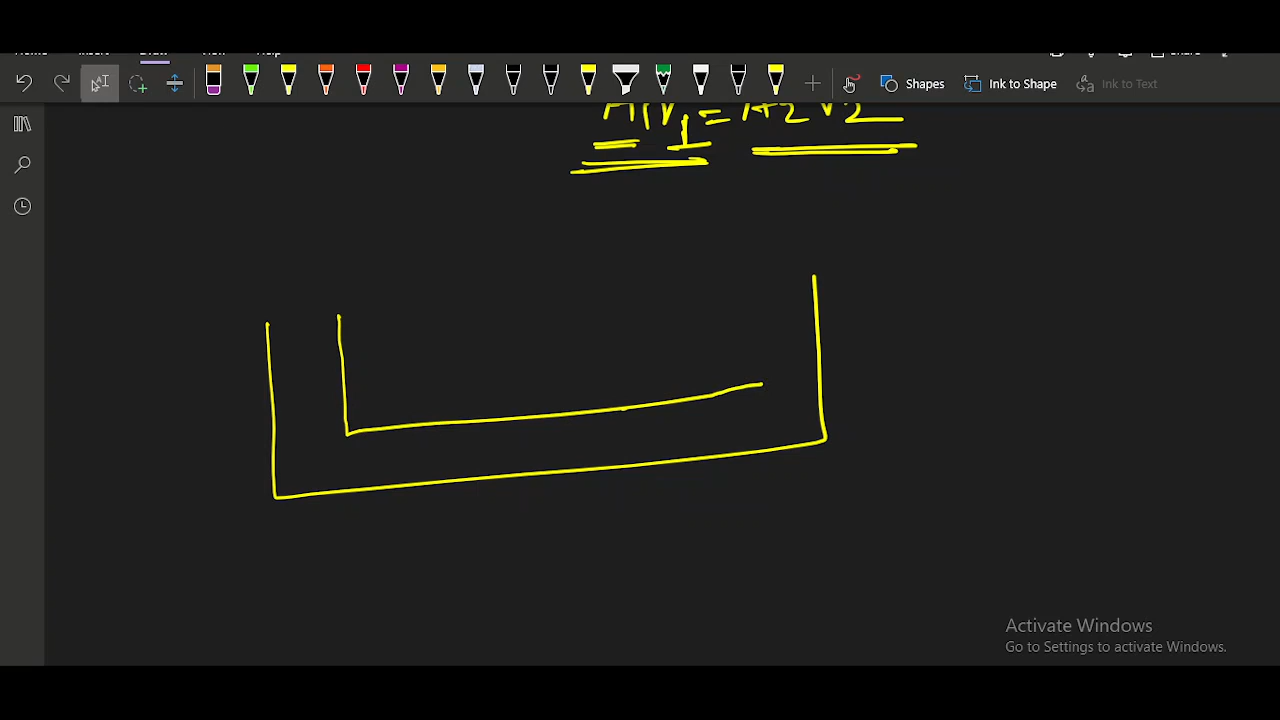 Shapes
Ink to Shape
Ink to Text
A1V1 = A2V2
Activate Windows
Go to Settings to activate Windows.